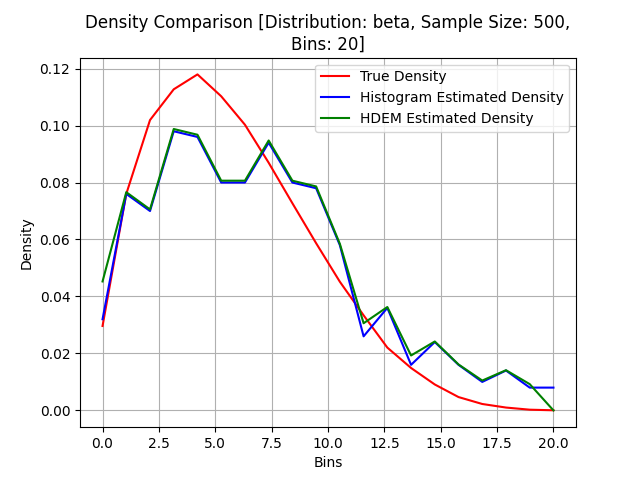 Density Comparison [Distribution: beta, Sample Size: 500,
Bins: 20]
True Density
Histogram Estimated Density
HDEM Estimated Density
Density
0.12
0.10
0.08
0.06
0.04
0.02
0.00
0.0 2.5 5.0 7.5 10.0 12.5 15.0 17.5 20.0
Bins